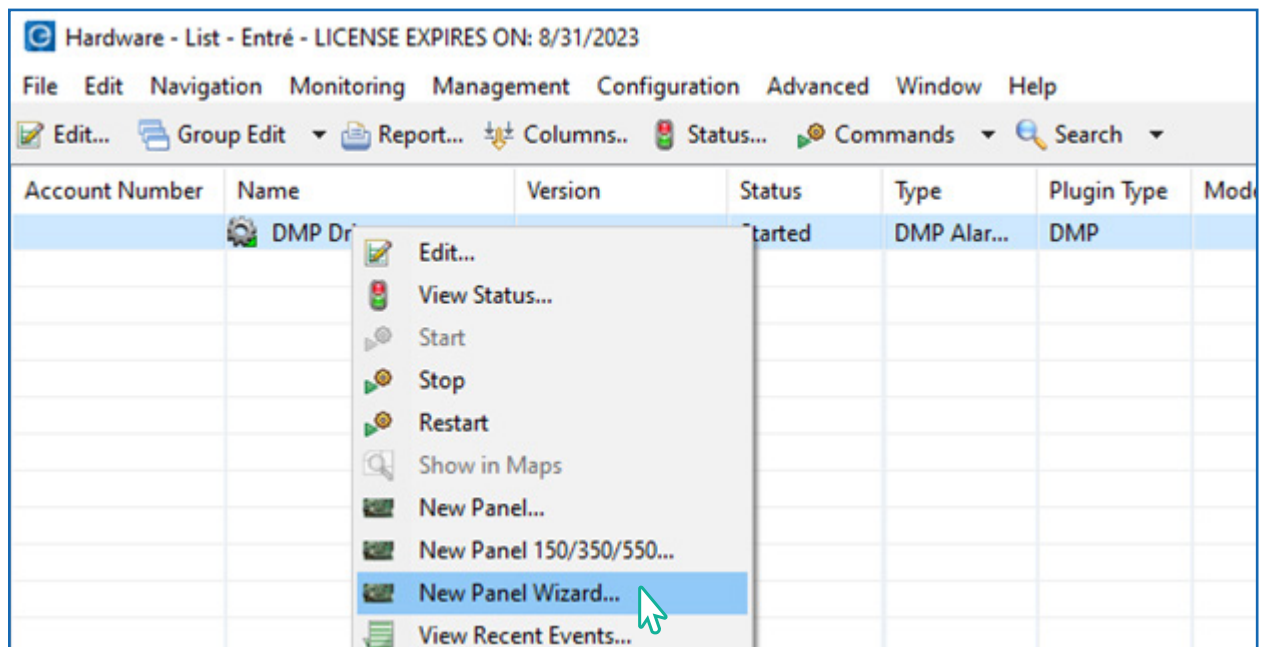 Hardware - List - Entré - LICENSE EXPIRES ON: 8/31/2023
File Edit Navigation Monitoring Management Configuration Advanced Window Help
Edit... Group Edit Report... Columns.. Status... Commands Search
Account Number Name Version Status Type Plugin Type
DMP Started DMP Alar... DMP
Edit...
View Status...
Start
Stop
Restart
Show in Maps
New Panel...
New Panel 150/350/550...
New Panel Wizard...
View Recent Events...